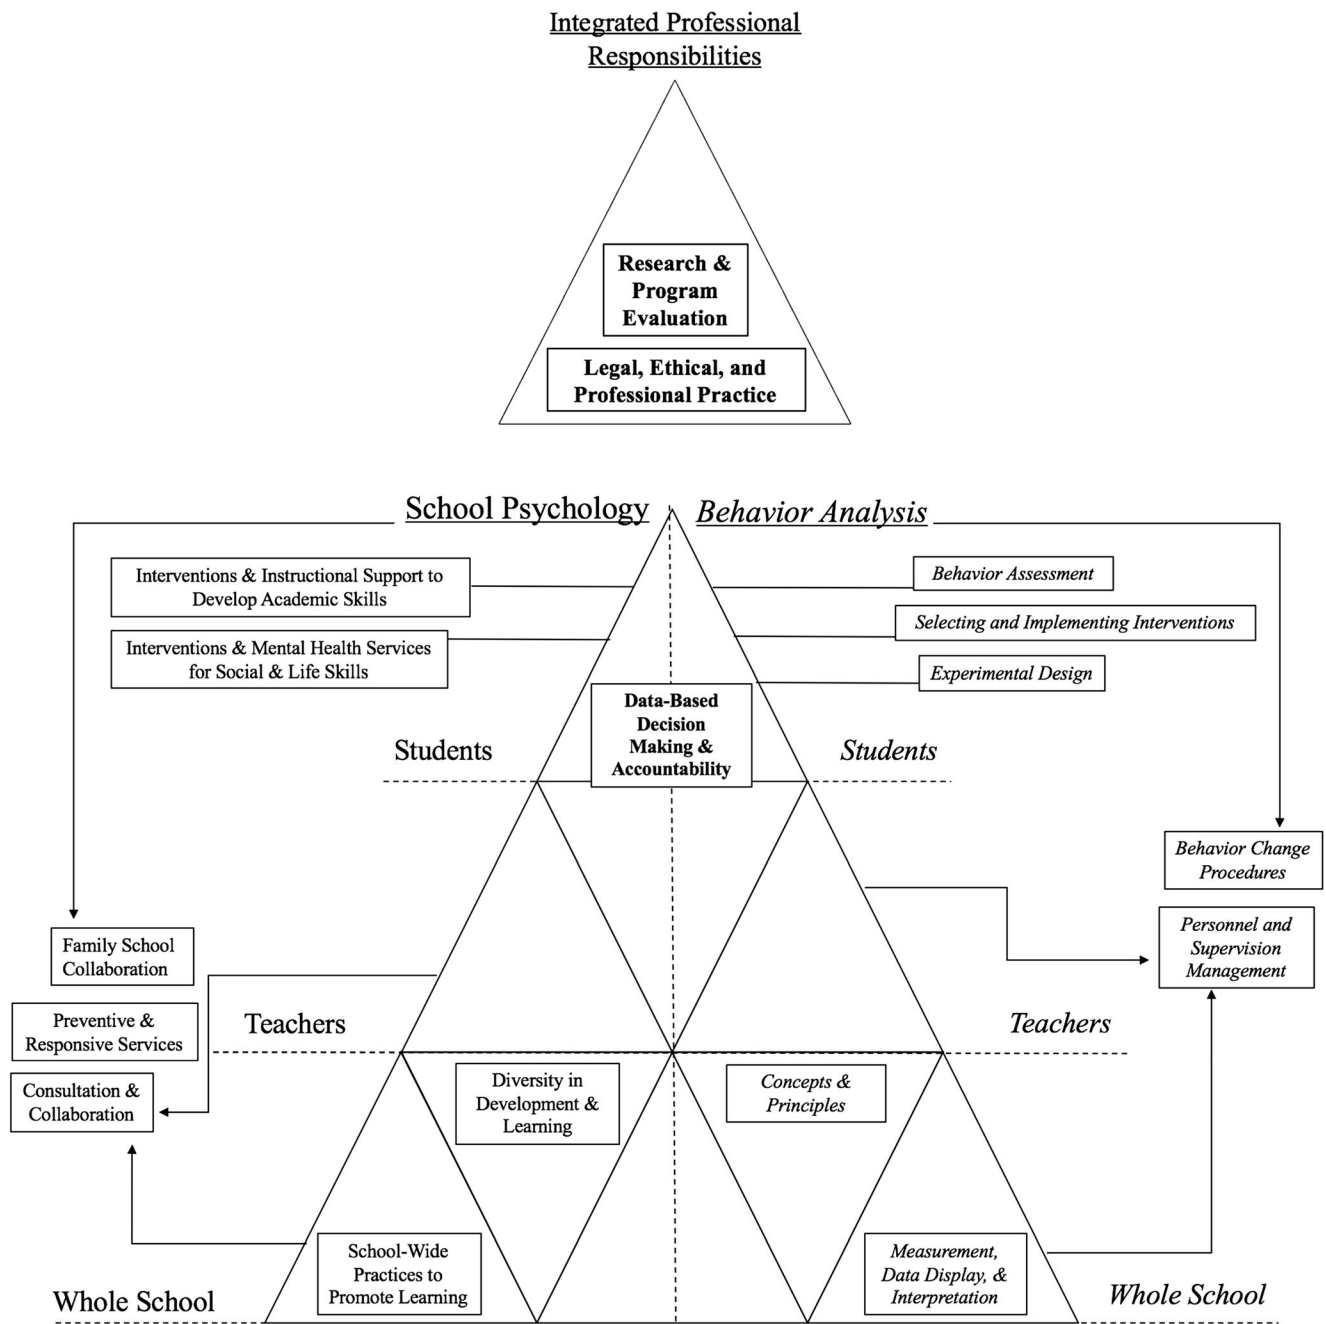 Integrated Professional
Responsibilities
Research &
Program
Evaluation
Legal, Ethical, and
Professional Practice
School Psychology
Behavior Analysis
Interventions & Instructional Support to
Develop Academic Skills
Interventions & Mental Health Services
for Social & Life Skills
Behavior Assessment
Selecting and Implementing Interventions
Experimental Design
Data-Based
Decision
Making &
Accountability
Students
Students
Behavior Change
Procedures
Personnel and
Supervision
Management
Family School
Collaboration
Preventive &
Responsive Services
Consultation &
Collaboration
Teachers
Teachers
Diversity in
Development &
Learning
Concepts &
Principles
School-Wide
Practices to
Promote Learning
Measurement,
Data Display, &
Interpretation
Whole School
Whole School